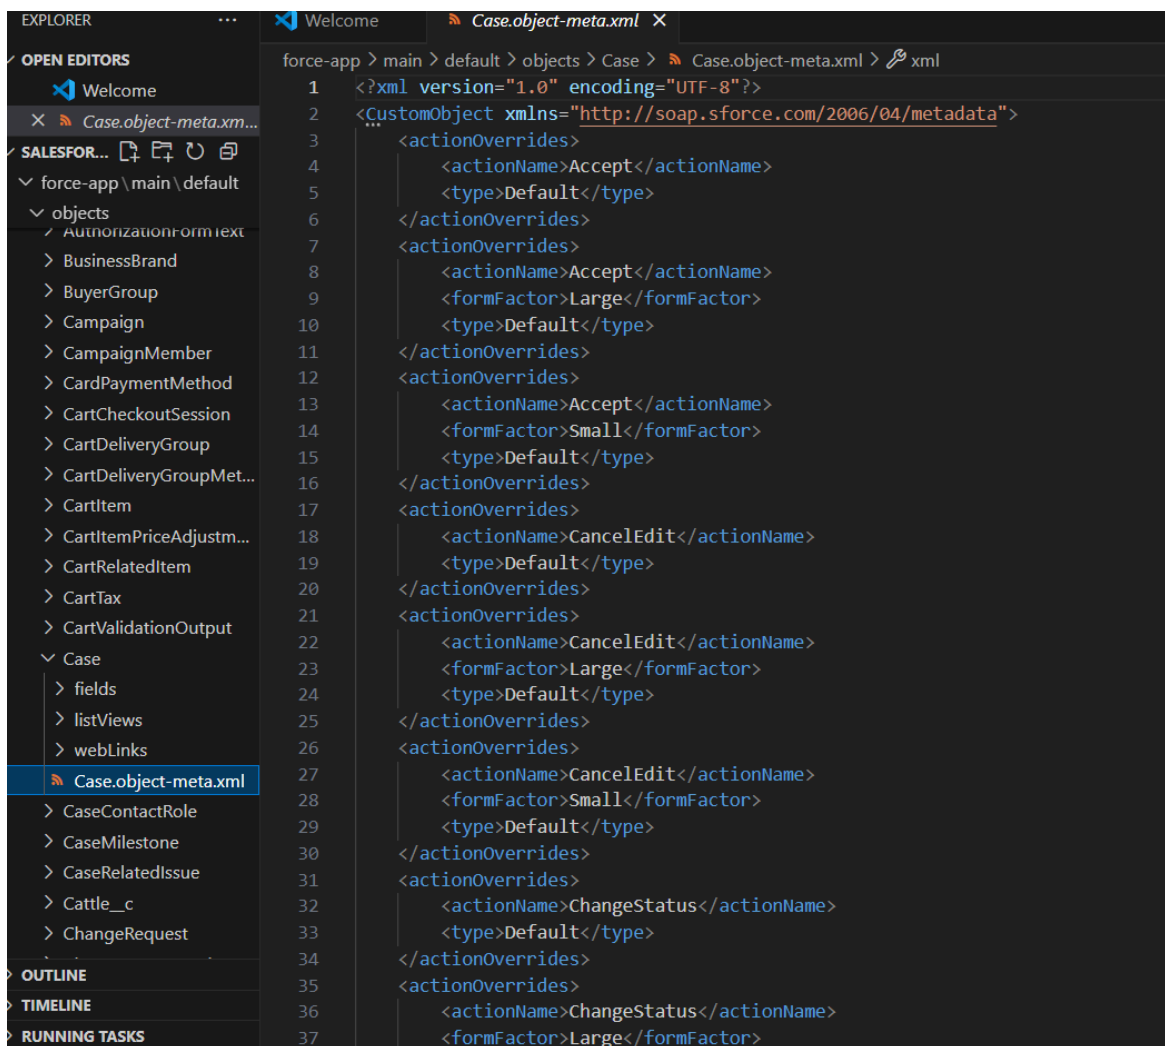 EXPLORER ...
OPEN EDITORS
Welcome
Case.object-meta.xm...
SALESFOR...
force-app\main\default
objects
AuthorizationFormText
BusinessBrand
BuyerGroup
Campaign
CampaignMember
CardPaymentMethod
CartCheckoutSession
CartDeliveryGroup
CartDeliveryGroupMet...
CartItem
CartItemPriceAdjustm...
CartRelatedItem
CartTax
CartValidationOutput
Case
fields
listViews
webLinks
Case.object-meta.xml
CaseContactRole
CaseMilestone
CaseRelatedIssue
Cattle__c
ChangeRequest
OUTLINE
TIMELINE
RUNNING TASKS
Welcome Case.object-meta.xml
force-app > main > default > objects > Case > Case.object-meta.xml > xml
1 <?xml version="1.0" encoding="UTF-8"?>
2 <CustomObject xmlns="http://soap.sforce.com/2006/04/metadata">
3 <actionOverrides>
4 <actionName>Accept</actionName>
5 <type>Default</type>
6 </actionOverrides>
7 <actionOverrides>
8 <actionName>Accept</actionName>
9 <formFactor>Large</formFactor>
10 <type>Default</type>
11 </actionOverrides>
12 <actionOverrides>
13 <actionName>Accept</actionName>
14 <formFactor>Small</formFactor>
15 <type>Default</type>
16 </actionOverrides>
17 <actionOverrides>
18 <actionName>CancelEdit</actionName>
19 <type>Default</type>
20 </actionOverrides>
21 <actionOverrides>
22 <actionName>CancelEdit</actionName>
23 <formFactor>Large</formFactor>
24 <type>Default</type>
25 </actionOverrides>
26 <actionOverrides>
27 <actionName>CancelEdit</actionName>
28 <formFactor>Small</formFactor>
29 <type>Default</type>
30 </actionOverrides>
31 <actionOverrides>
32 <actionName>ChangeStatus</actionName>
33 <type>Default</type>
34 </actionOverrides>
35 <actionOverrides>
36 <actionName>ChangeStatus</actionName>
37 <formFactor>Large</formFactor>